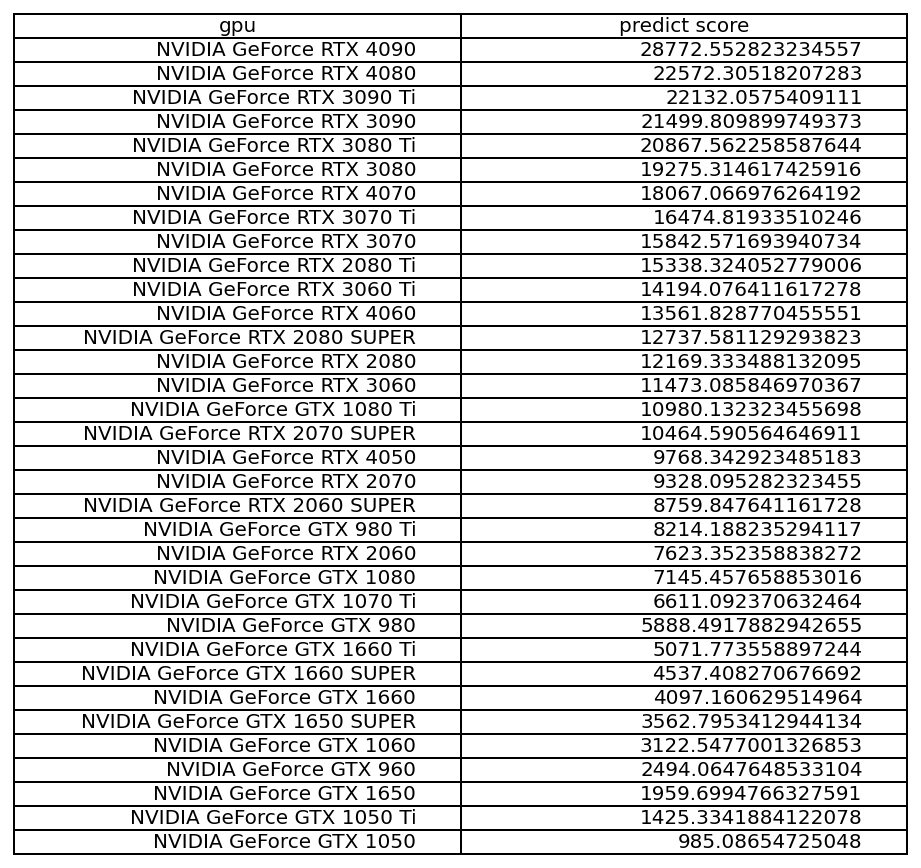 gpu predict score
NVIDIA GeForce RTX 4090 28772.552823234557
NVIDIA GeForce RTX 4080 22572.30518207283
NVIDIA GeForce RTX 3090 Ti 22132.0575409111
NVIDIA GeForce RTX 3090 21499.809899749373
NVIDIA GeForce RTX 3080 Ti 20867.562258587644
NVIDIA GeForce RTX 3080 19275.314617425916
NVIDIA GeForce RTX 4070 18067.066976264192
NVIDIA GeForce RTX 3070 Ti 16474.81933510246
NVIDIA GeForce RTX 3070 15842.571693940734
NVIDIA GeForce RTX 2080 Ti 15338.324052779006
NVIDIA GeForce RTX 3060 Ti 14194.076411617278
NVIDIA GeForce RTX 4060 13561.828770455551
NVIDIA GeForce RTX 2080 SUPER 12737.581129293823
NVIDIA GeForce RTX 2080 12169.333488132095
NVIDIA GeForce RTX 3060 11473.085846970367
NVIDIA GeForce GTX 1080 Ti 10980.132323455698
NVIDIA GeForce RTX 2070 SUPER 10464.590564646911
NVIDIA GeForce RTX 4050 9768.342923485183
NVIDIA GeForce RTX 2070 9328.095282323455
NVIDIA GeForce RTX 2060 SUPER 8759.847641161728
NVIDIA GeForce GTX 980 Ti 8214.188235294117
NVIDIA GeForce RTX 2060 7623.352358838272
NVIDIA GeForce GTX 1080 7145.457658853016
NVIDIA GeForce GTX 1070 Ti 6611.092370632464
NVIDIA GeForce GTX 980 5888.4917882942655
NVIDIA GeForce GTX 1660 Ti 5071.773558897244
NVIDIA GeForce GTX 1660 SUPER 4537.408270676692
NVIDIA GeForce GTX 1660 4097.160629514964
NVIDIA GeForce GTX 1650 SUPER 3562.7953412944134
NVIDIA GeForce GTX 1060 3122.5477001326853
NVIDIA GeForce GTX 960 2494.0647648533104
NVIDIA GeForce GTX 1650 1959.6994766327591
NVIDIA GeForce GTX 1050 Ti 1425.3341884122078
NVIDIA GeForce GTX 1050 985.08654725048